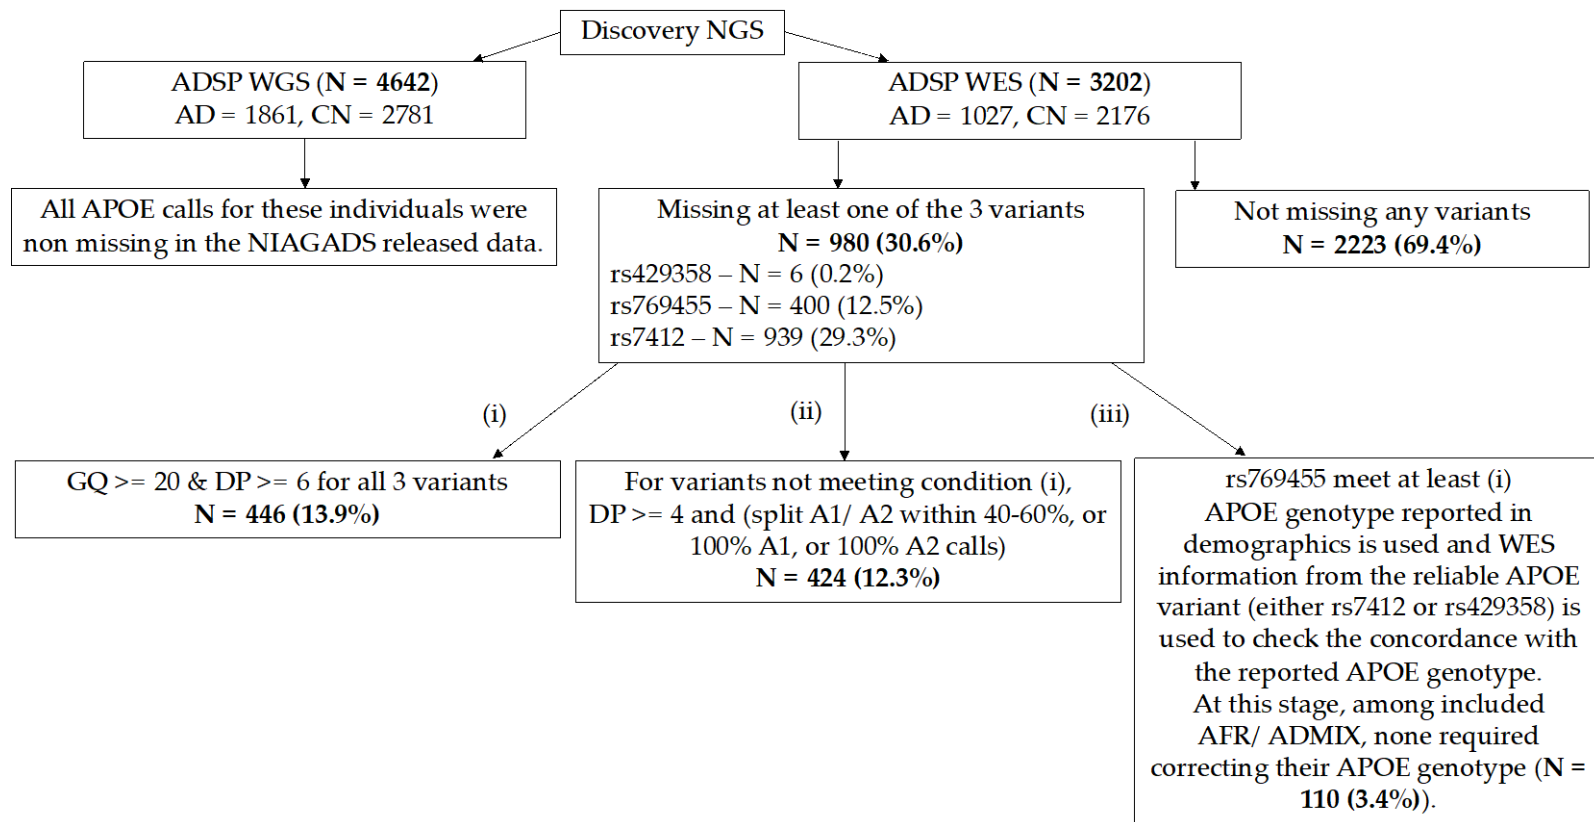 Discovery NGS
ADSP WGS (N = 4642)
AD = 1861, CN = 2781
ADSP WES (N = 3202)
AD = 1027, CN = 2176
All APOE calls for these individuals were
non missing in the NIAGADS released data.
Missing at least one of the 3 variants
N = 980 (30.6%)
rs429358 – N = 6 (0.2%)
rs769455 – N = 400 (12.5%)
rs7412 – N = 939 (29.3%)
Not missing any variants
N = 2223 (69.4%)
(i)
(ii)
(iii)
GQ >= 20 & DP >= 6 for all 3 variants
N = 446 (13.9%)
For variants not meeting condition (i),
DP >= 4 and (split A1/ A2 within 40-60%, or
100% A1, or 100% A2 calls)
N = 424 (12.3%)
rs769455 meet at least (i)
APOE genotype reported in
demographics is used and WES
information from the reliable APOE
variant (either rs7412 or rs429358) is
used to check the concordance with
the reported APOE genotype.
At this stage, among included
AFR/ ADMIX, none required
correcting their APOE genotype (N =
110 (3.4%)).